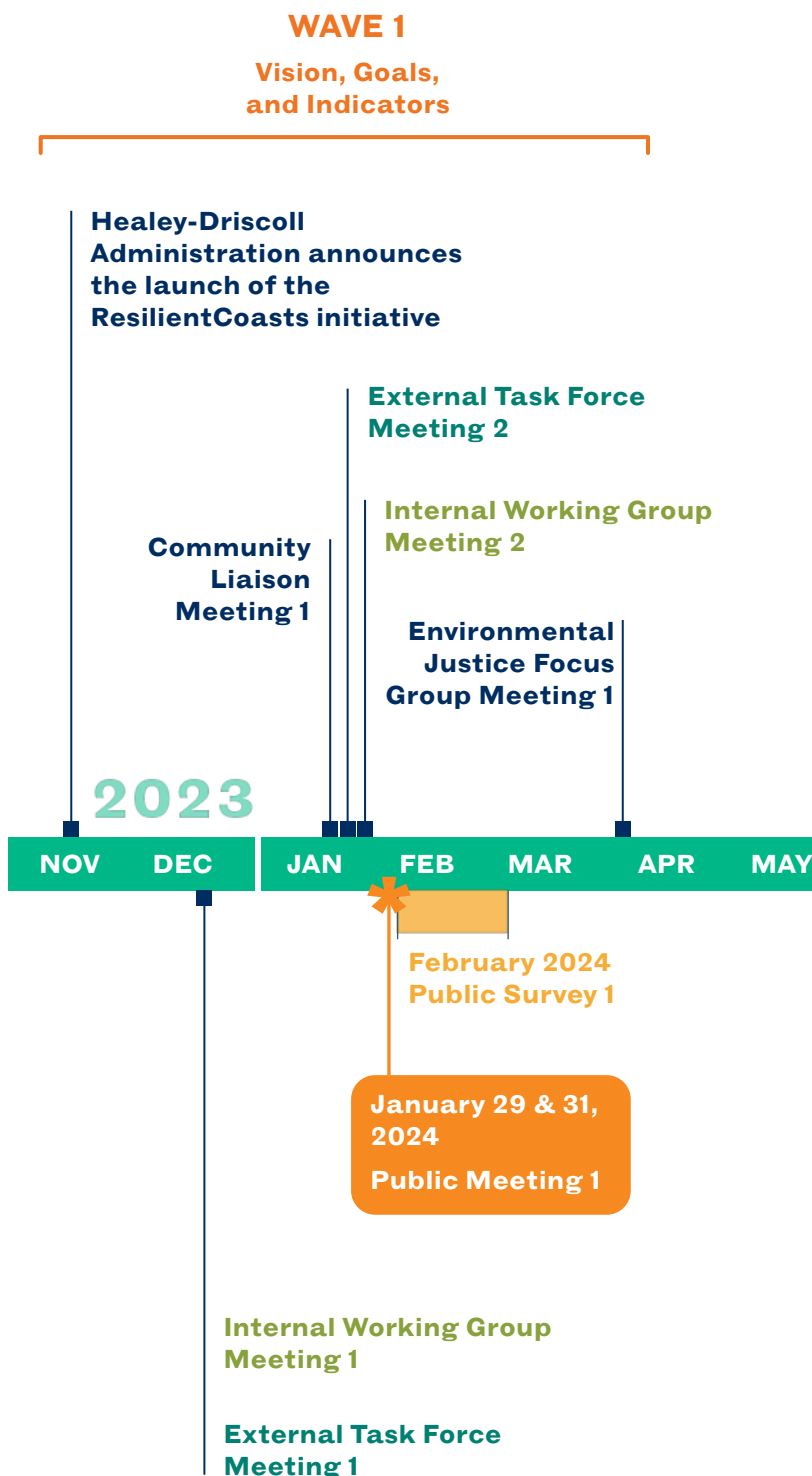 WAVE 1
Vision, Goals,
and Indicators
Healey-Driscoll
Administration announces
the launch of the
ResilientCoasts initiative
External Task Force
Meeting 2
Internal Working Group
Meeting 2
Community
Liaison
Meeting 1
Environmental
Justice Focus
Group Meeting 1
2023
NOV DEC JAN FEB MAR APR MAY
February 2024
Public Survey 1
January 29 & 31,
2024
Public Meeting 1
Internal Working Group
Meeting 1
External Task Force
Meeting 1